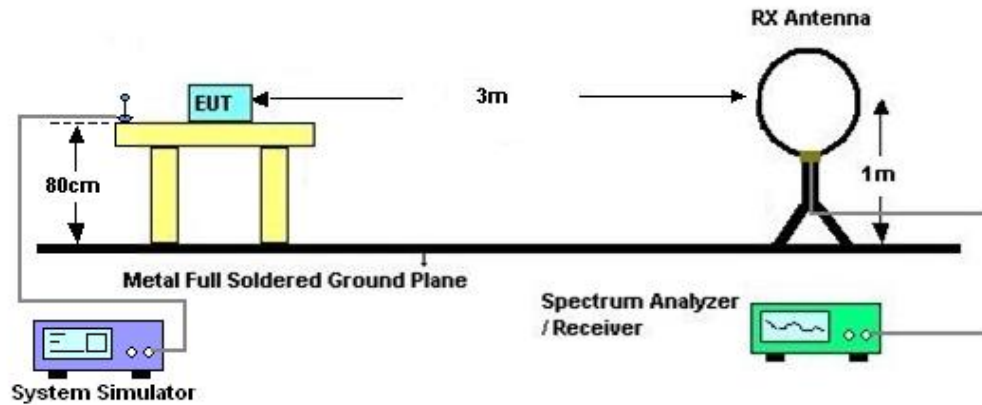 RX Antenna
EUT
3m
80cm
1m
Metal Full Soldered Ground Plane
Spectrum Analyzer
/ Receiver
System Simulator